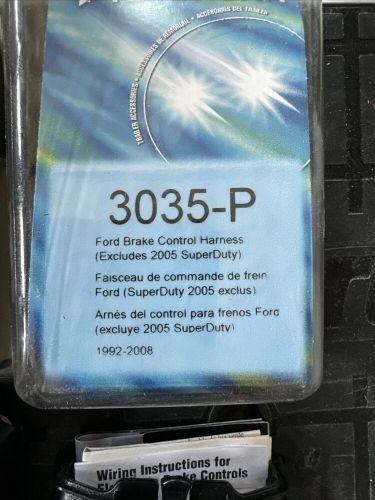 TRAILER ACCESSORIES • ACCESSOIRES DE REMORQUE • ACCESORIOS DEL TRAILER
3035-P
Ford Brake Control Harness
(Excludes 2005 SuperDuty)
Faisceau de commande de frein
Ford (SuperDuty 2005 exclus)
Arnés del control para frenos Ford
(excluye 2005 SuperDuty)
1992-2008
Wiring Instructions for
Brake Controls